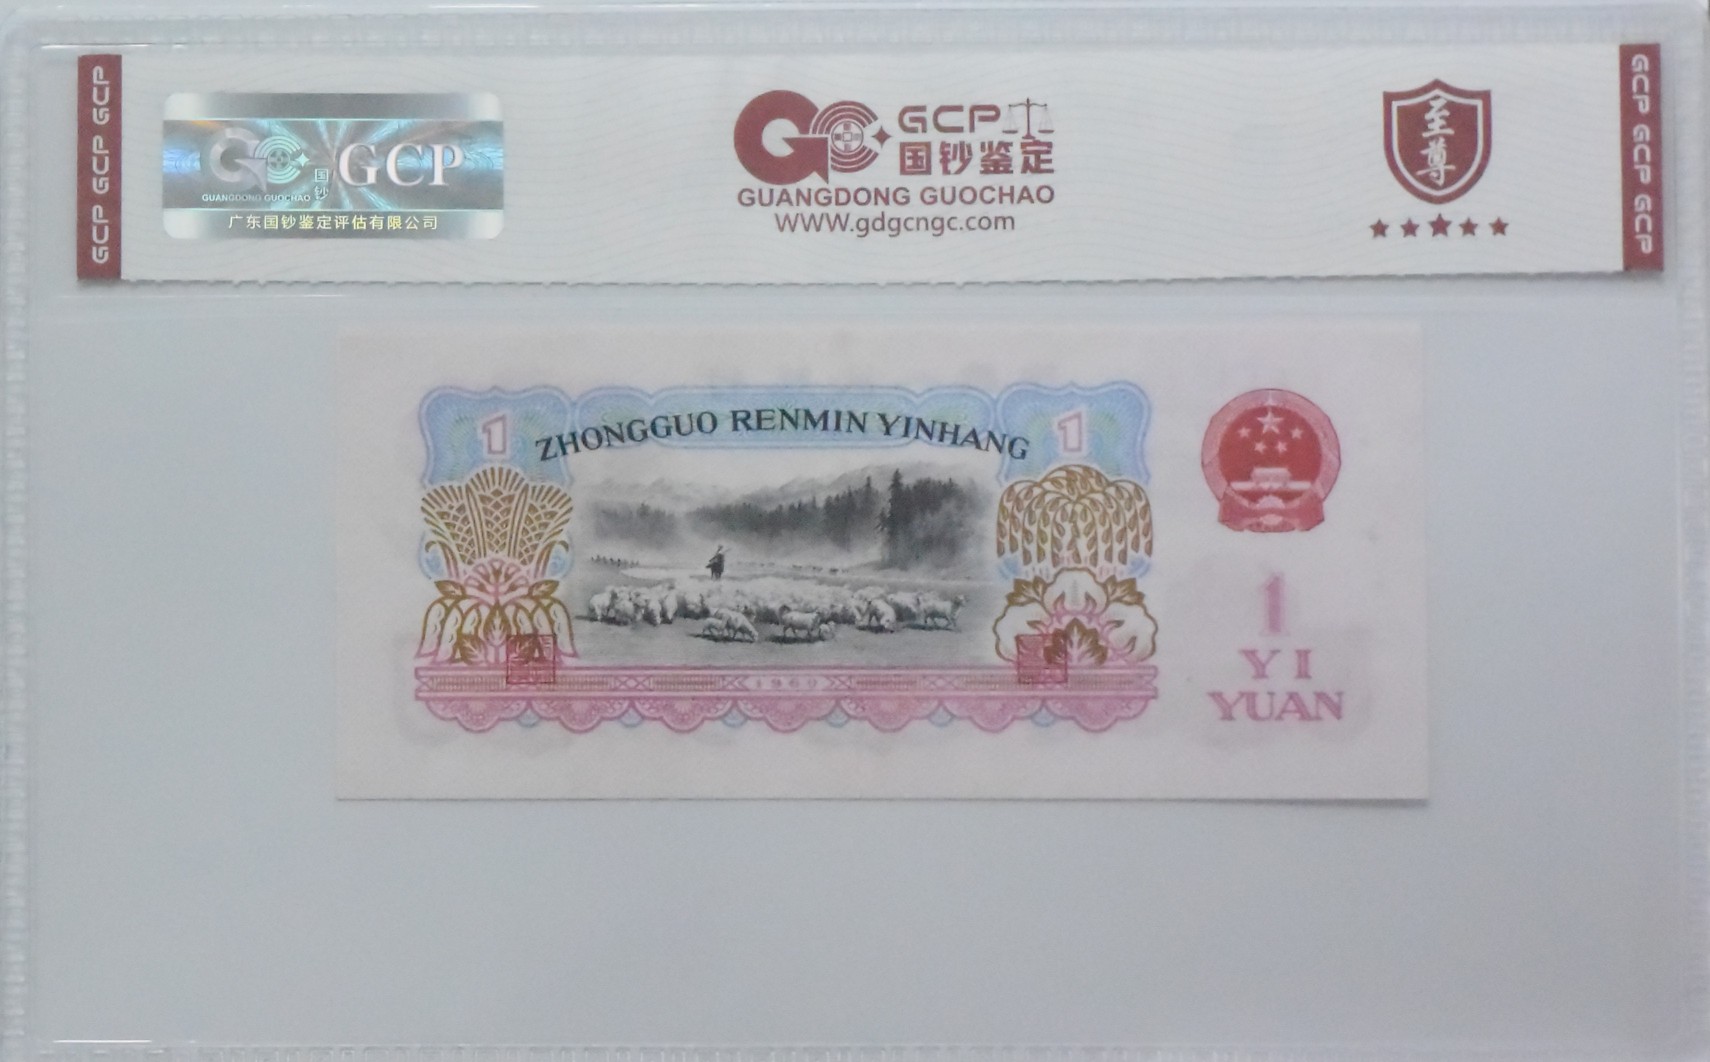 GCP GCP GCP
GUANGDONG GUOCHAO
国钞
GCP
广东国钞鉴定评估有限公司
GCP
国钞鉴定
GUANGDONG GUOCHAO
WWW.gdgcngc.com
至尊
GCP GCP GCP
1
ZHONGGUO RENMIN YINHANG
1
1960
1
YI
YUAN